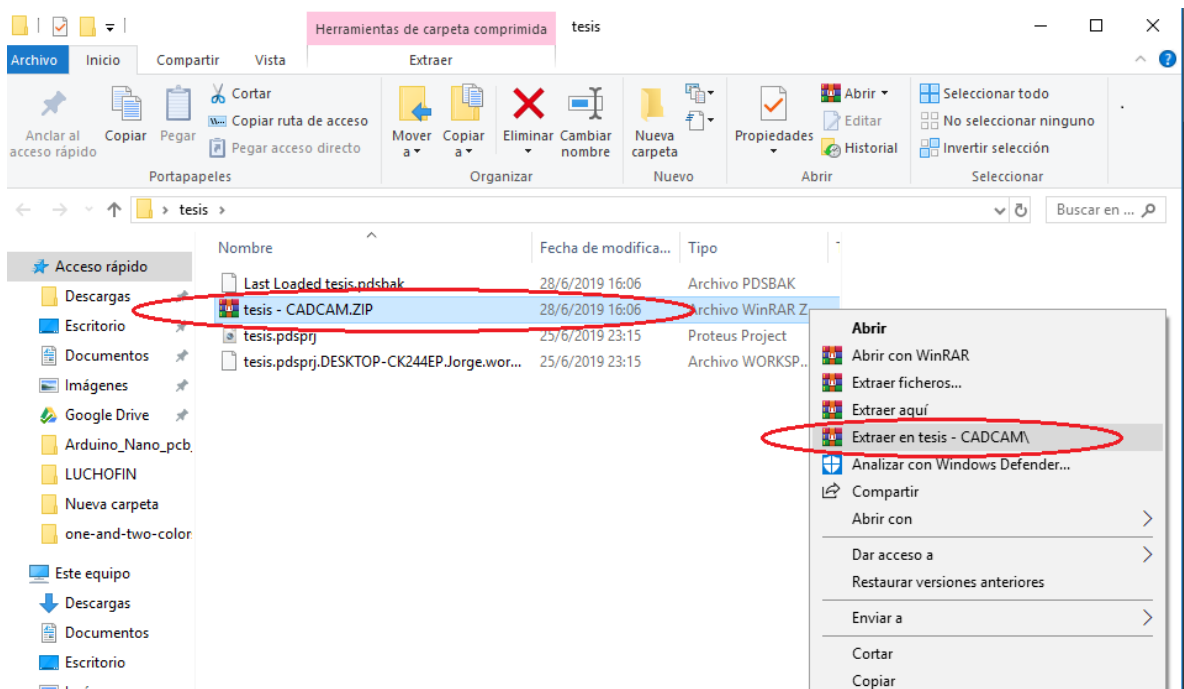 Herramientas de carpeta comprimida tesis
Archivo Inicio Compartir Vista Extraer
Anclar al acceso rápido
Copiar
Pegar
Cortar
Copiar ruta de acceso
Pegar acceso directo
Mover a
Copiar a
Eliminar
Cambiar nombre
Nueva carpeta
Propiedades
Abrir
Editar
Historial
Seleccionar todo
No seleccionar ninguno
Invertir selección
Portapapeles Organizar Nuevo Abrir Seleccionar
tesis
Buscar en ...
Nombre Fecha de modifica... Tipo
Last Loaded tesis.pdsbak 28/6/2019 16:06 Archivo PDSBAK
tesis - CADCAM.ZIP 28/6/2019 16:06 Archivo WinRAR Z...
tesis.pdsprj 25/6/2019 23:15 Proteus Project
tesis.pdsprj.DESKTOP-CK244EP.Jorge.wor... 25/6/2019 23:15 Archivo WORKSP...
Acceso rápido
Descargas
Escritorio
Documentos
Imágenes
Google Drive
Arduino_Nano_pcb_
LUCHOFIN
Nueva carpeta
one-and-two-color
Este equipo
Descargas
Documentos
Escritorio
Abrir
Abrir con WinRAR
Extraer ficheros...
Extraer aquí
Extraer en tesis - CADCAM\
Analizar con Windows Defender...
Compartir
Abrir con
Dar acceso a
Restaurar versiones anteriores
Enviar a
Cortar
Copiar